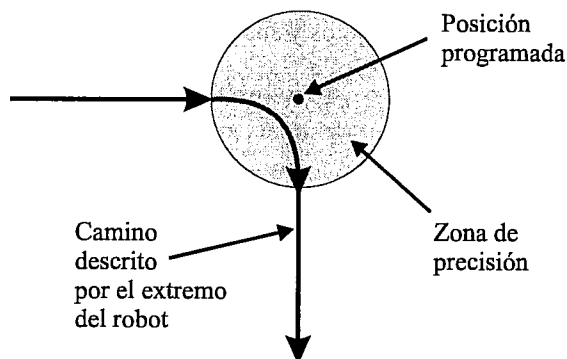 Posición
programada
Camino
descrito
por el extremo
del robot
Zona de
precisión